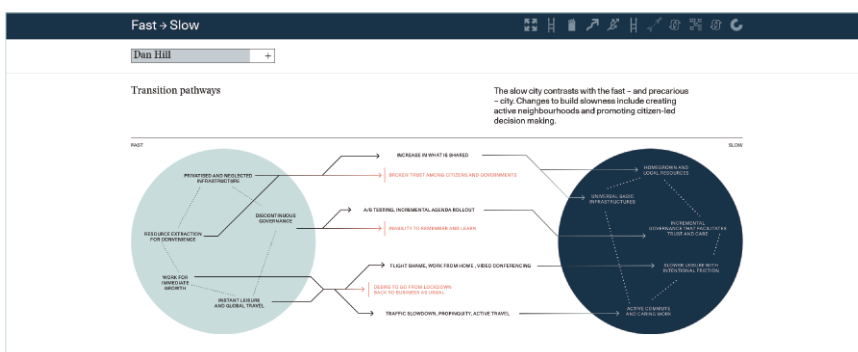 Fast → Slow
Dan Hill
+
Transition pathways
The slow city contrasts with the fast – and precarious
– city. Changes to build slowness include creating
active neighbourhoods and promoting citizen-led
decision making.
FAST
SLOW
PRIVATISED AND NEGLECTED
INFRASTRUCTURE
DISCONTINUOUS
GOVERNANCE
RESOURCE EXTRACTION
FOR CONVENIENCE
WORK FOR
IMMEDIATE
GROWTH
INSTANT LEISURE
AND GLOBAL TRAVEL
INCREASE IN WHAT IS SHARED
BROKEN TRUST AMONG CITIZENS AND GOVERNMENTS
A/B TESTING, INCREMENTAL AGENDA ROLLOUT
INABILITY TO REMEMBER AND LEARN
FLIGHT SHAME, WORK FROM HOME, VIDEO CONFERENCING
DESIRE TO GO FROM LOCKDOWN
BACK TO BUSINESS AS USUAL
TRAFFIC SLOWDOWN, PROPINQUITY, ACTIVE TRAVEL
HOMEGROWN AND
LOCAL RESOURCES
UNIVERSAL BASIC
INFRASTRUCTURES
INCREMENTAL
GOVERNANCE THAT FACILITATES
TRUST AND CARE
SLOWER LEISURE WITH
INTENTIONAL FRICTION
ACTIVE COMMUTE
AND CARING WORK